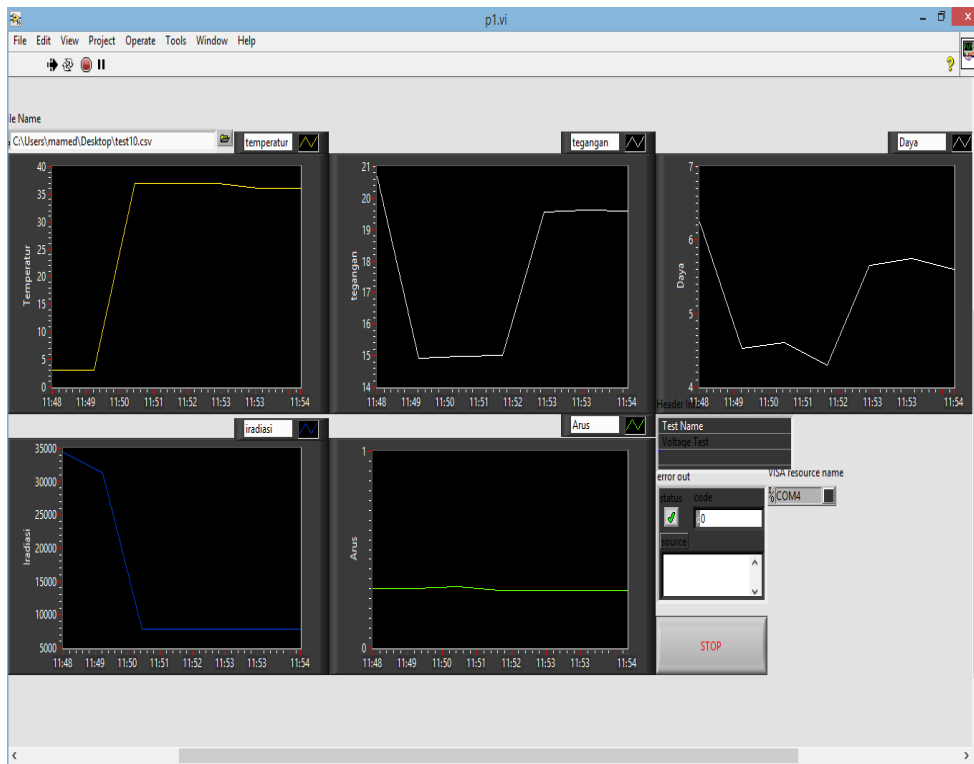 p1.vi
File Edit View Project Operate Tools Window Help
le Name
C:\Users\mamed\Desktop\test10.csv
temperatur
tegangan
Daya
40
35
30
25
20
15
10
5
0
Temperatur
11:48 11:49 11:50 11:51 11:52 11:53 11:53 11:54
21
20
19
18
17
16
15
14
tegangan
11:48 11:49 11:50 11:51 11:52 11:53 11:53 11:54
7
6
5
4
Daya
11:48 11:49 11:50 11:51 11:52 11:53 11:53 11:54
iradiasi
35000
30000
25000
20000
15000
10000
5000
Iradiasi
11:48 11:49 11:50 11:51 11:52 11:53 11:53 11:54
Arus
1
0
Arus
11:48 11:49 11:50 11:51 11:52 11:53 11:53 11:54
Header
Test Name
Voltage Test
error out
status code
0
source
VISA resource name
COM4
STOP